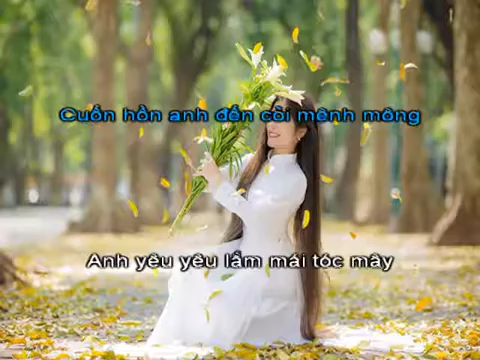 Cuốn hồn anh đến cõi mênh mông
Anh yêu yêu lắm mái tóc mây